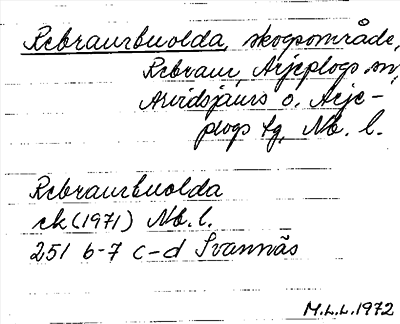 Rebraurbuolda, skogsområde,
Rebraur, Arjeplogs sn,
Arvidsjaurs o. Arje-
plogs tg, Nb. l.
Rebraurbuolda
ek (1971) Nb. l.
251 6-7 c-d Svannäs
M.L.L. 1972